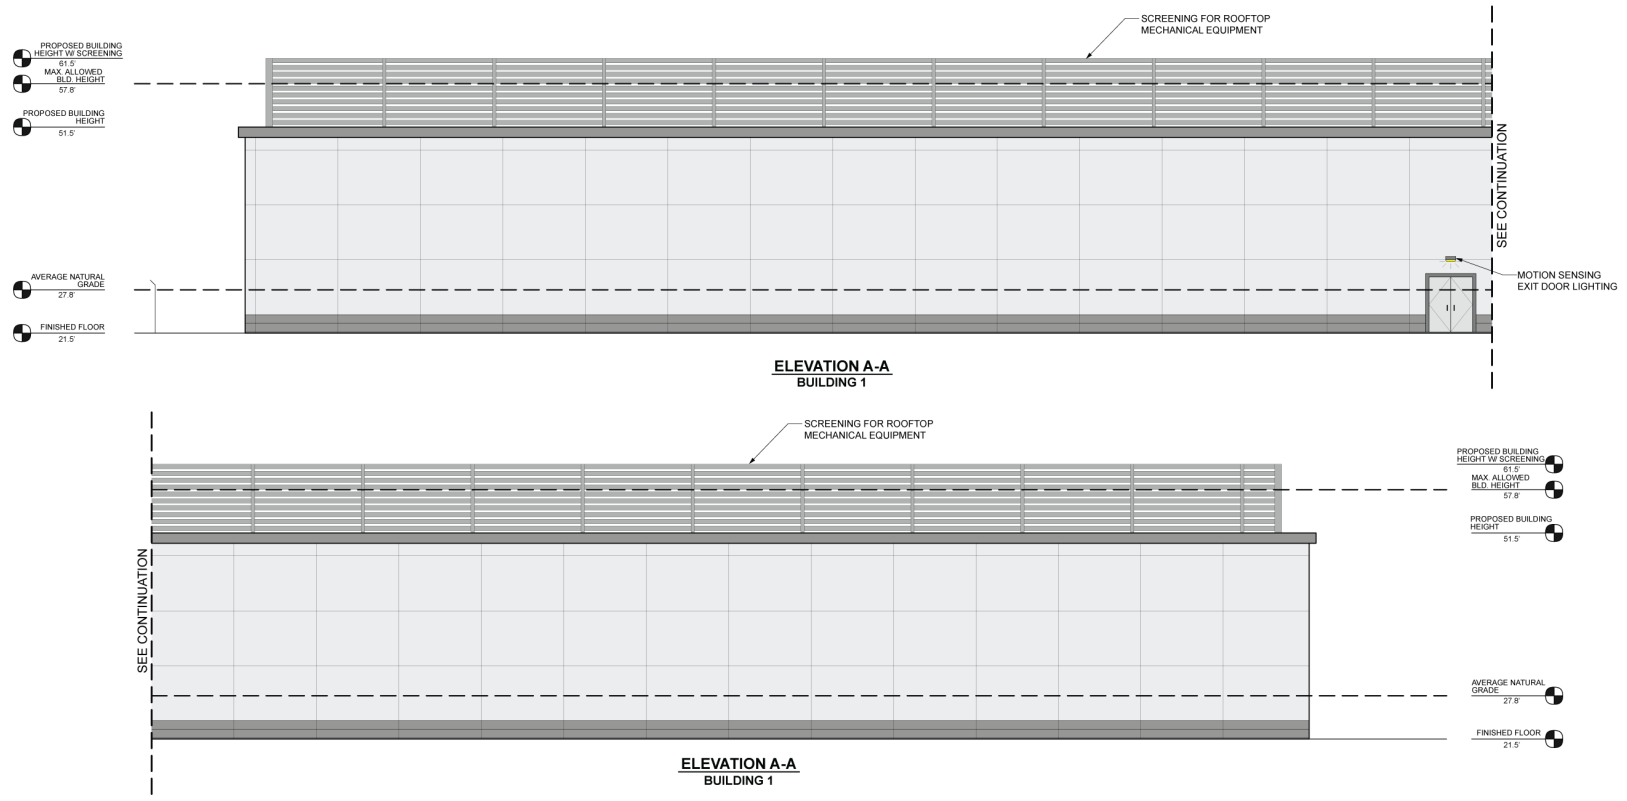 SCREENING FOR ROOFTOP
MECHANICAL EQUIPMENT
PROPOSED BUILDING
HEIGHT W/ SCREENING
61.5'
MAX. ALLOWED
BLD. HEIGHT
57.8'
PROPOSED BUILDING
HEIGHT
51.5'
SEE CONTINUATION
AVERAGE NATURAL
GRADE
27.8'
MOTION SENSING
EXIT DOOR LIGHTING
FINISHED FLOOR
21.5'
ELEVATION A-A
BUILDING 1
SCREENING FOR ROOFTOP
MECHANICAL EQUIPMENT
PROPOSED BUILDING
HEIGHT W/ SCREENING
61.5'
MAX. ALLOWED
BLD. HEIGHT
57.8'
PROPOSED BUILDING
HEIGHT
51.5'
SEE CONTINUATION
AVERAGE NATURAL
GRADE
27.8'
FINISHED FLOOR
21.5'
ELEVATION A-A
BUILDING 1